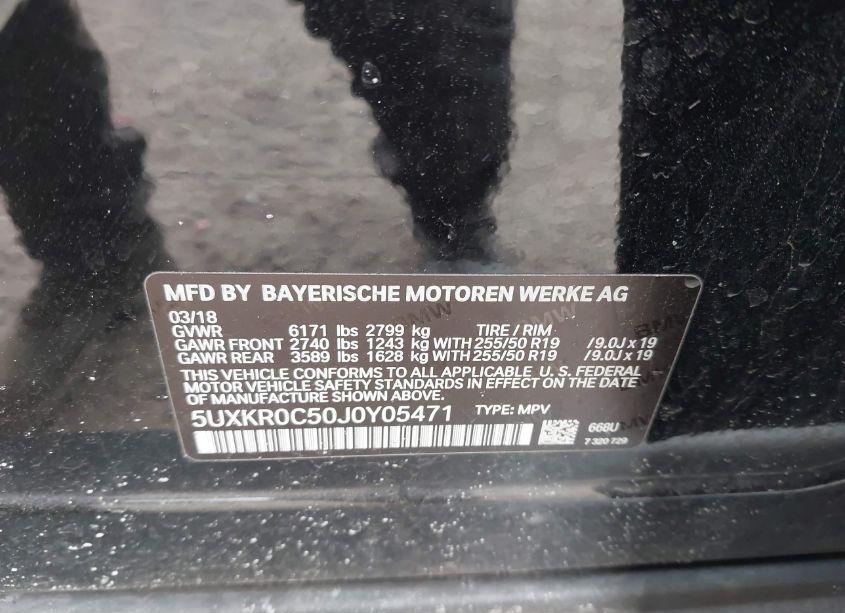 MFD BY BAYERISCHE MOTOREN WERKE AG
03/18
GVWR 6171 lbs 2799 kg TIRE / RIM
GAWR FRONT 2740 lbs 1243 kg WITH 255/50 R19 /9.0J x 19
GAWR REAR 3589 lbs 1628 kg WITH 255/50 R19 /9.0J x 19
THIS VEHICLE CONFORMS TO ALL APPLICABLE U. S. FEDERAL
MOTOR VEHICLE SAFETY STANDARDS IN EFFECT ON THE DATE
OF MANUFACTURE SHOWN ABOVE.
5UXKR0C50J0Y05471 TYPE: MPV
668U
7 320 729